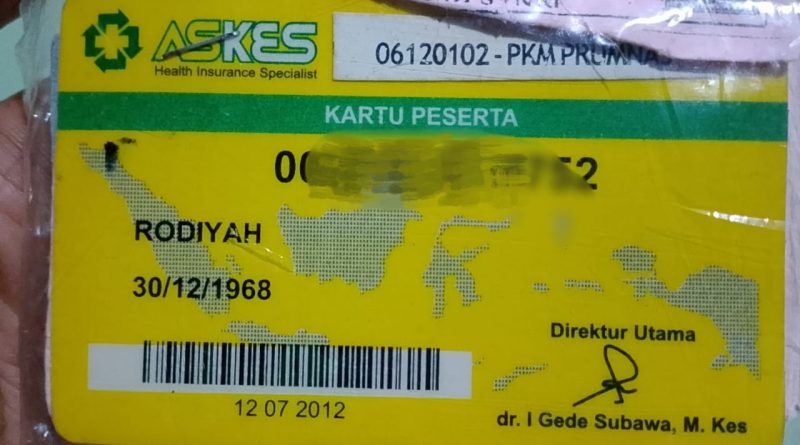 ASKES
Health Insurance Specialist
06120102 - PKM PRUMNAS
KARTU PESERTA
RODIYAH
30/12/1968
12 07 2012
Direktur Utama
dr. I Gede Subawa, M. Kes